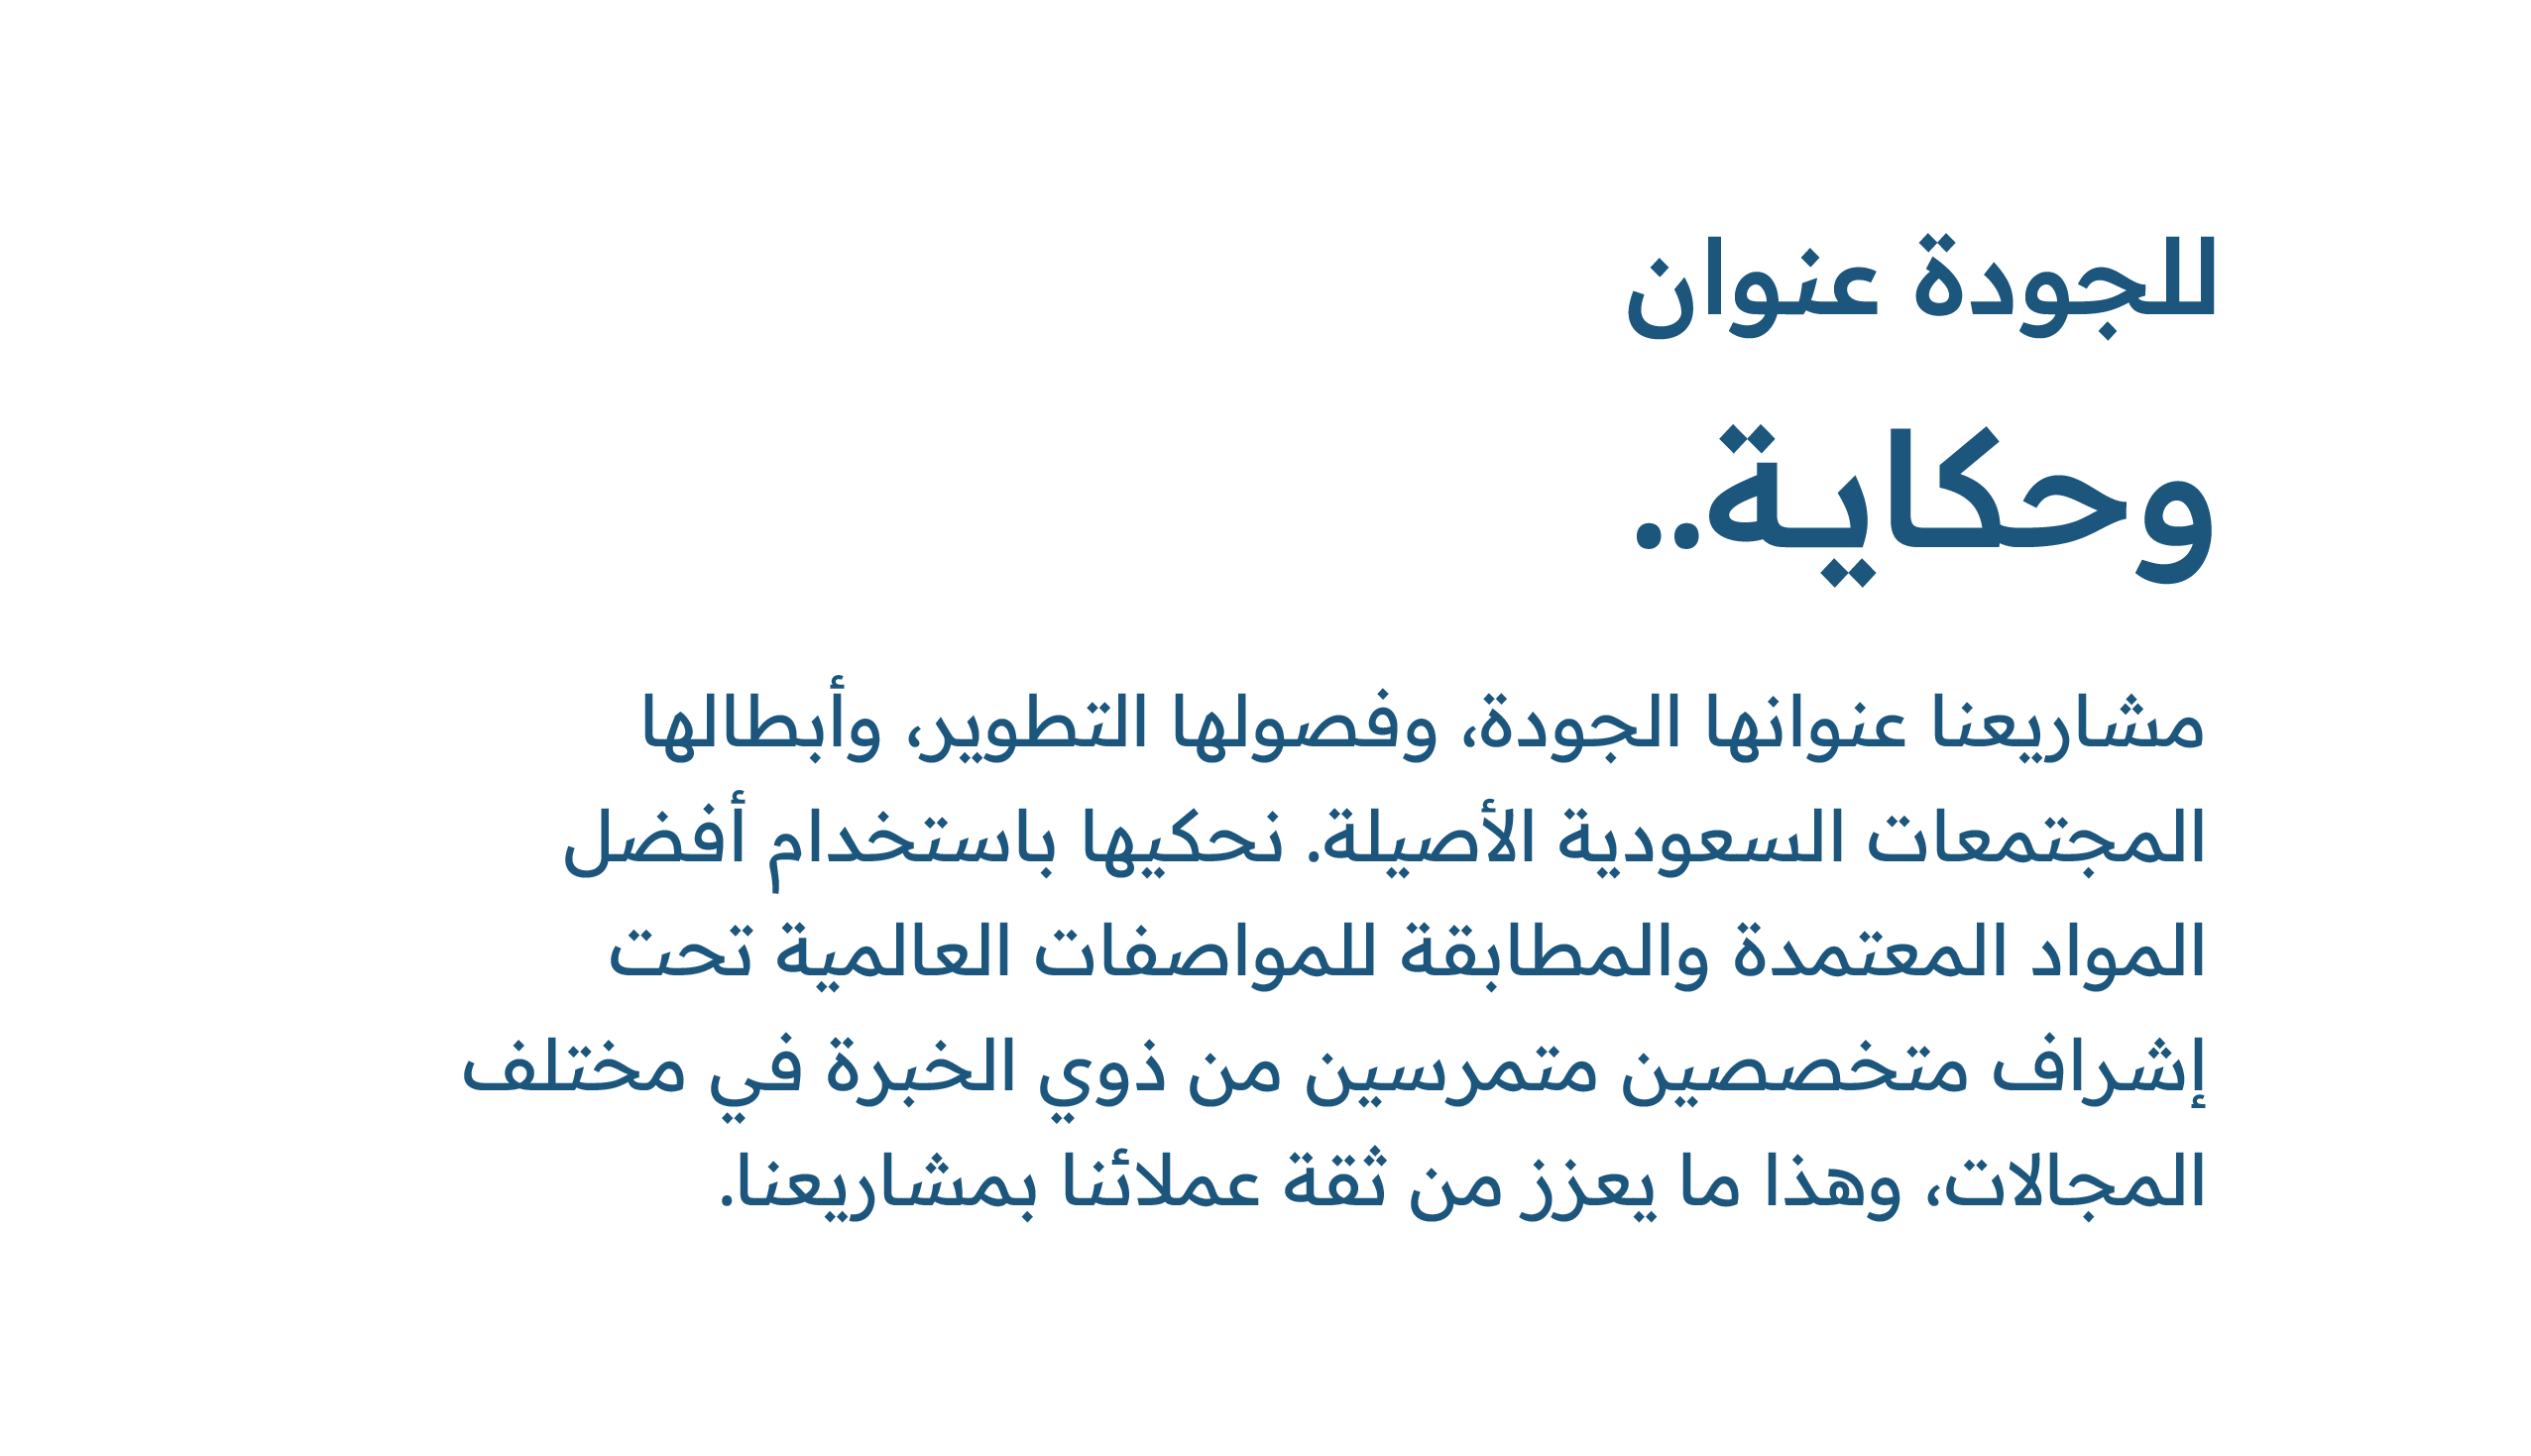 للجودة عنوان
وحكاية..
مشاريعنا عنوانها الجودة، وفصولها التطوير، وأبطالها
المجتمعات السعودية الأصيلة. نحكيها باستخدام أفضل
المواد المعتمدة والمطابقة للمواصفات العالمية تحت
إشراف متخصصين متمرسين من ذوي الخبرة في مختلف
المجالات، وهذا ما يعزز من ثقة عملائنا بمشاريعنا.